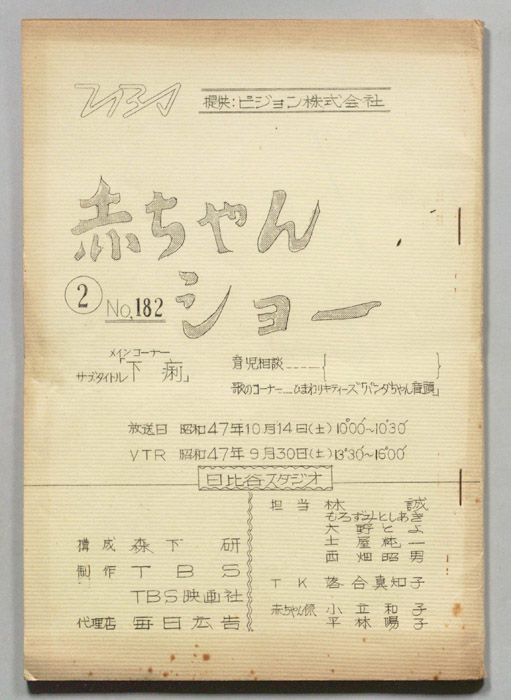 TBS
提供:ピジョン株式会社
赤ちゃん
ショー
② No.182
メインコーナー
サブタイトル「下痢」
育児相談----{ }
歌のコーナー---ひまわりキティーズ「パンダちゃん音頭」
放送日 昭和47年10月14日(土) 10°00′~10°30′
VTR 昭和47年9月30日(土) 13°30′~16°00′
日比谷スタジオ
構成 森下 研
制作 TBS
TBS映画社
代理店 毎日広告
担当 林 誠
もろずみとしあき
大野とよ
土屋純一
西畑昭男
TK 落合真知子
赤ちゃん係 小立和子
平林陽子